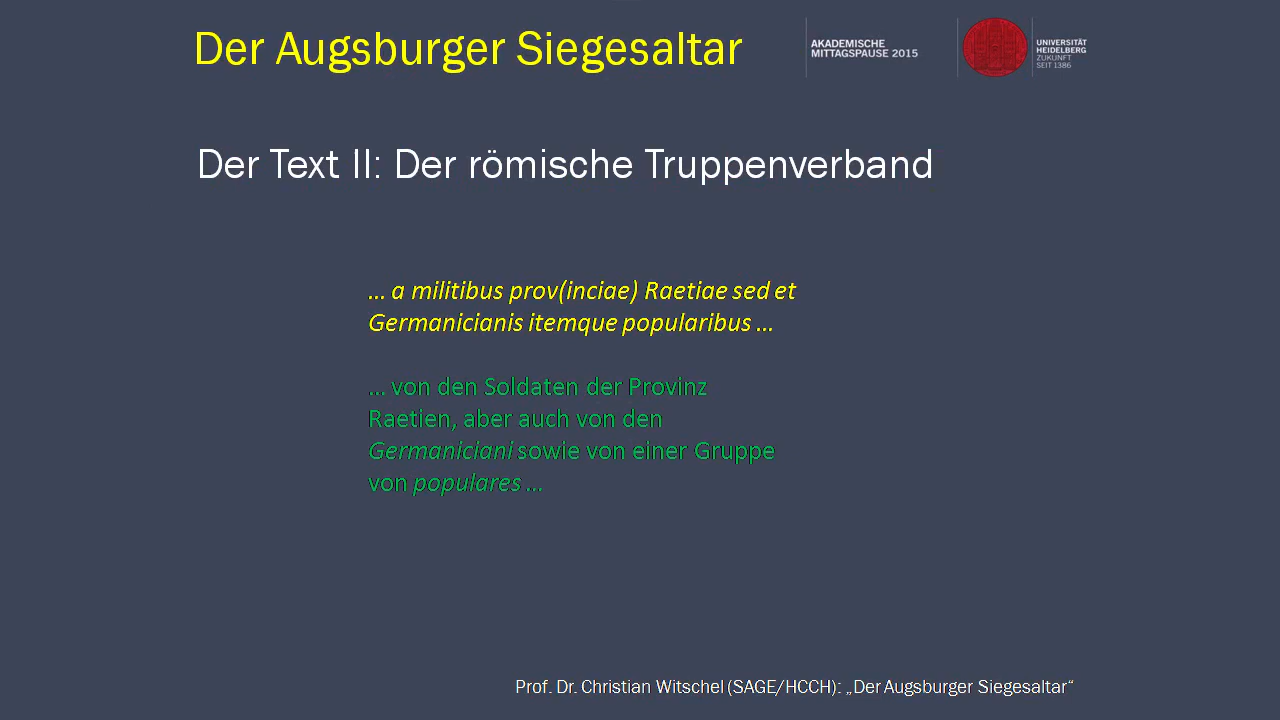 Der Augsburger Siegesaltar
AKADEMISCHE
MITTAGSPAUSE 2015
UNIVERSITÄT
HEIDELBERG
ZUKUNFT
SEIT 1386
Der Text II: Der römische Truppenverband
... a militibus prov(inciae) Raetiae sed et
Germanicianis itemque popularibus ...
... von den Soldaten der Provinz
Raetien, aber auch von den
Germaniciani sowie von einer Gruppe
von populares ...
Prof. Dr. Christian Witschel (SAGE/HCCH): „Der Augsburger Siegesaltar“